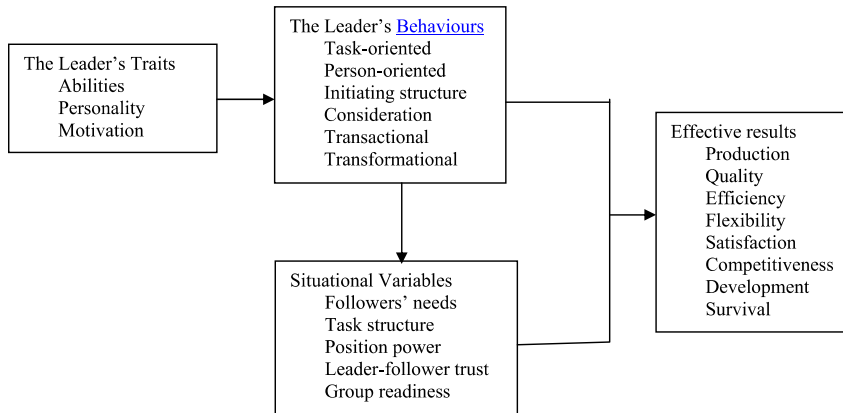 The Leader's Traits
Abilities
Personality
Motivation
The Leader's Behaviours
Task-oriented
Person-oriented
Initiating structure
Consideration
Transactional
Transformational
Situational Variables
Followers' needs
Task structure
Position power
Leader-follower trust
Group readiness
Effective results
Production
Quality
Efficiency
Flexibility
Satisfaction
Competitiveness
Development
Survival